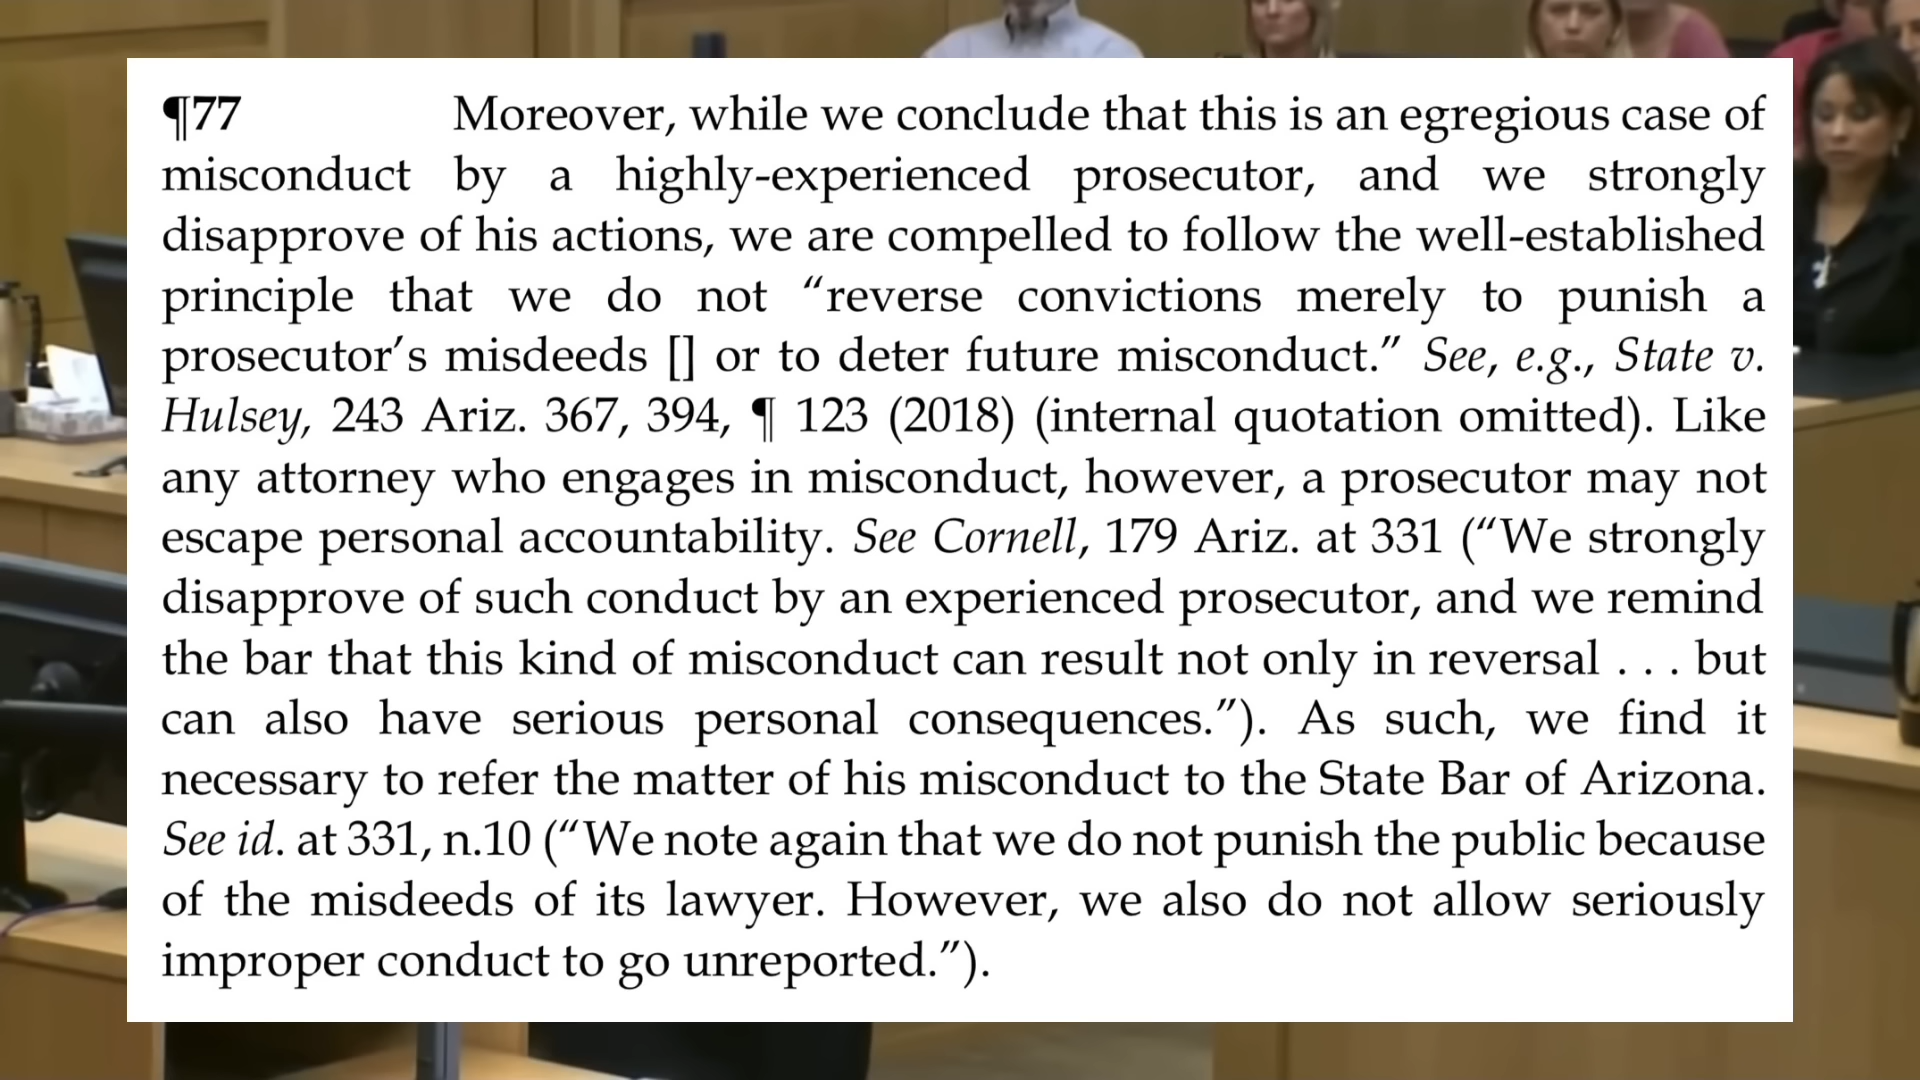 ¶77 Moreover, while we conclude that this is an egregious case of
misconduct by a highly-experienced prosecutor, and we strongly
disapprove of his actions, we are compelled to follow the well-established
principle that we do not “reverse convictions merely to punish a
prosecutor’s misdeeds [] or to deter future misconduct.” See, e.g., State v.
Hulsey, 243 Ariz. 367, 394, ¶ 123 (2018) (internal quotation omitted). Like
any attorney who engages in misconduct, however, a prosecutor may not
escape personal accountability. See Cornell, 179 Ariz. at 331 (“We strongly
disapprove of such conduct by an experienced prosecutor, and we remind
the bar that this kind of misconduct can result not only in reversal . . . but
can also have serious personal consequences.”). As such, we find it
necessary to refer the matter of his misconduct to the State Bar of Arizona.
See id. at 331, n.10 (“We note again that we do not punish the public because
of the misdeeds of its lawyer. However, we also do not allow seriously
improper conduct to go unreported.”).